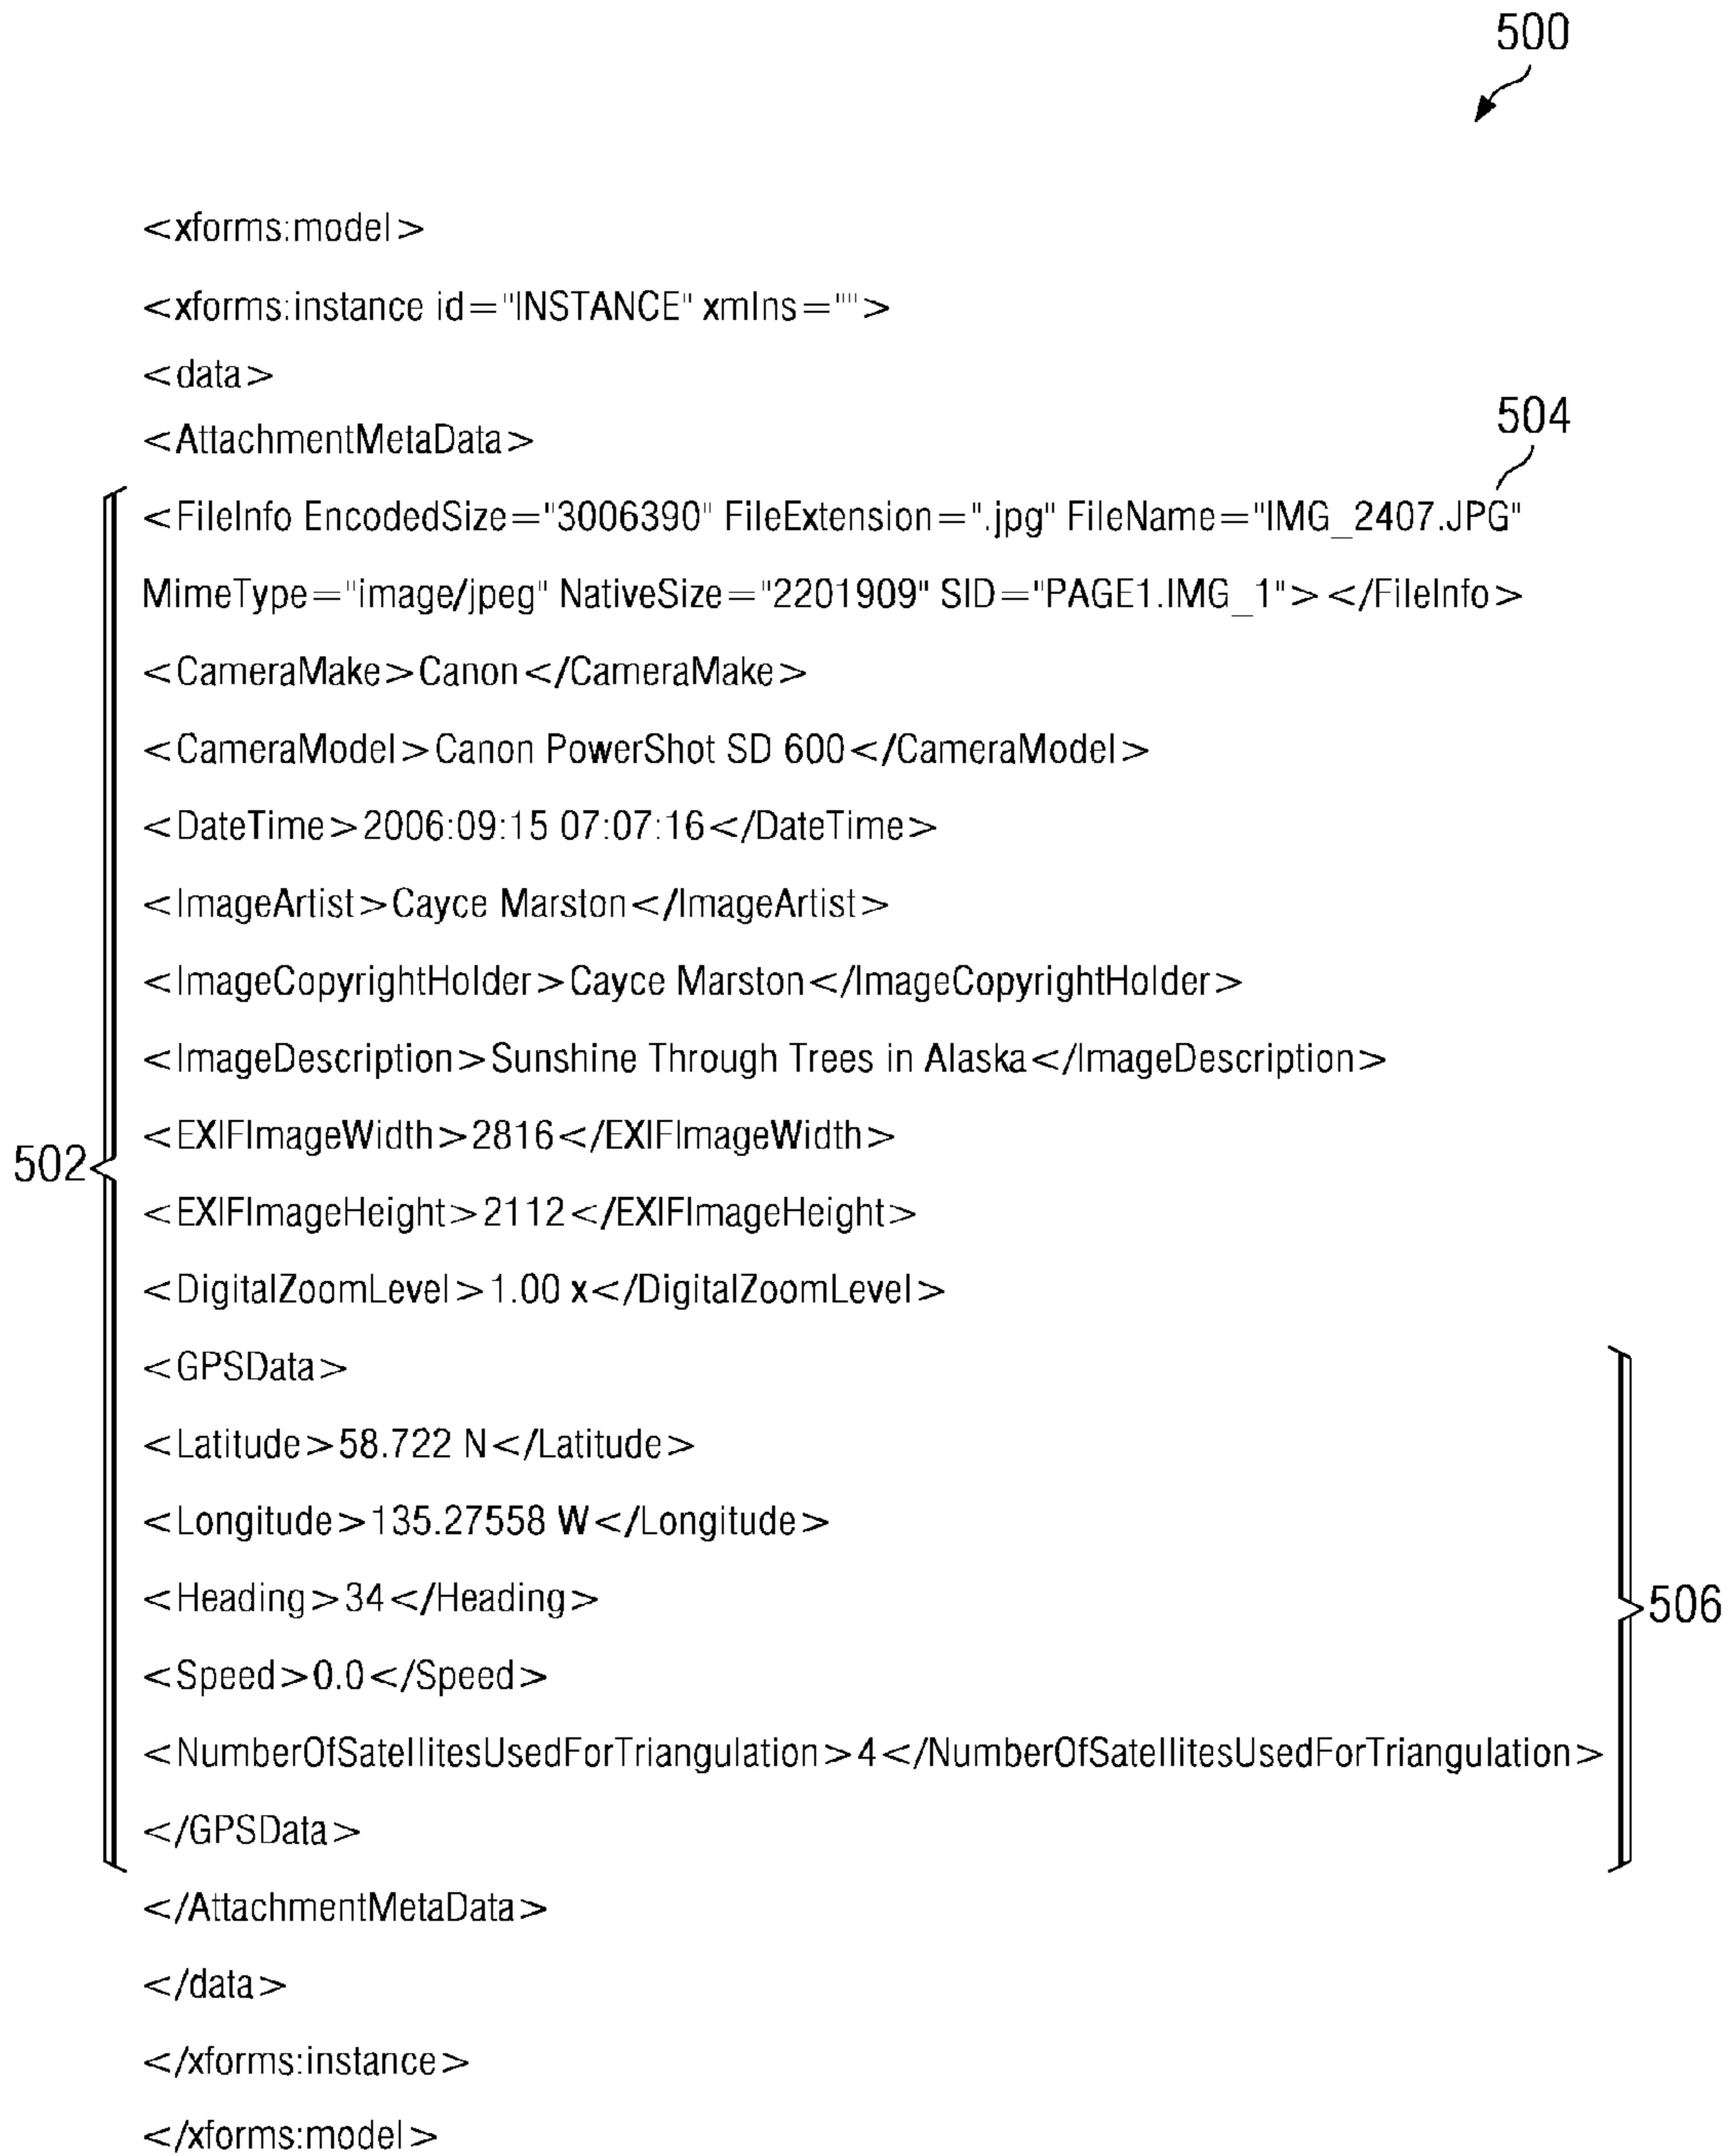 500
<xforms:model>
<xforms:instance id="INSTANCE" xmlns="">
<data>
<AttachmentMetaData>
504
<FileInfo EncodedSize="3006390" FileExtension=".jpg" FileName="IMG_2407.JPG"
MimeType="image/jpeg" NativeSize="2201909" SID="PAGE1.IMG_1"></FileInfo>
<CameraMake>Canon</CameraMake>
<CameraModel>Canon PowerShot SD 600</CameraModel>
<DateTime>2006:09:15 07:07:16</DateTime>
<ImageArtist>Cayce Marston</ImageArtist>
<ImageCopyrightHolder>Cayce Marston</ImageCopyrightHolder>
<ImageDescription>Sunshine Through Trees in Alaska</ImageDescription>
<EXIFImageWidth>2816</EXIFImageWidth>
502
<EXIFImageHeight>2112</EXIFImageHeight>
<DigitalZoomLevel>1.00 x</DigitalZoomLevel>
<GPSData>
<Latitude>58.722 N</Latitude>
<Longitude>135.27558 W</Longitude>
<Heading>34</Heading>
506
<Speed>0.0</Speed>
<NumberOfSatellitesUsedForTriangulation>4</NumberOfSatellitesUsedForTriangulation>
</GPSData>
</AttachmentMetaData>
</data>
</xforms:instance>
</xforms:model>